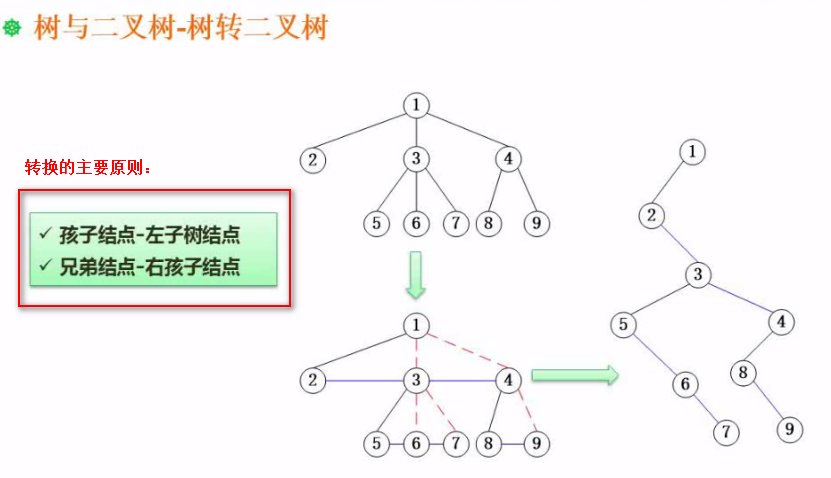 树与二叉树-树转二叉树
转换的主要原则：
✓ 孩子结点-左子树结点
✓ 兄弟结点-右孩子结点
1
2 3 4
5 6 7 8 9
1
2 3 4
5 6 7 8 9
1
2
3
5 4
6 8
7 9